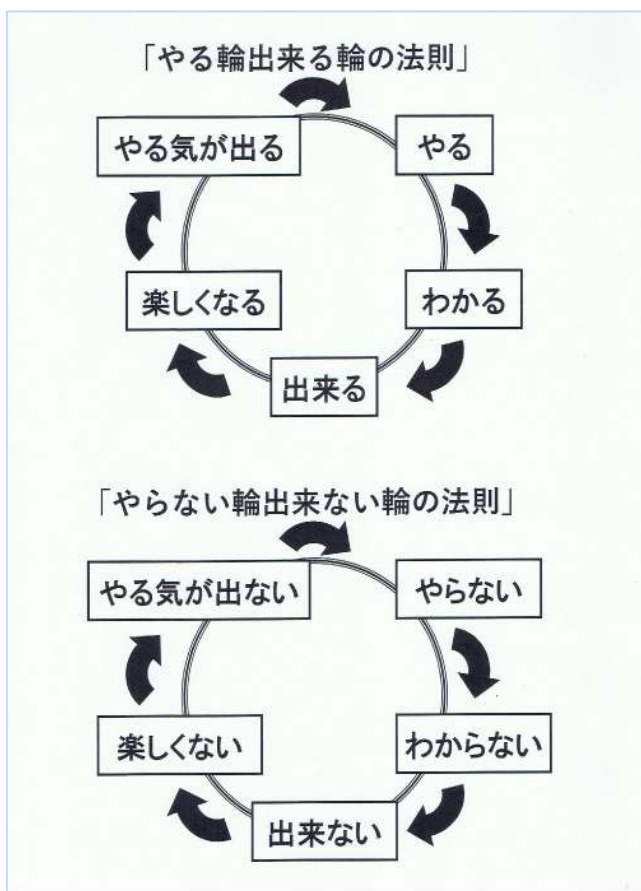 「やる輪出来る輪の法則」
やる気が出る
やる
わかる
出来る
楽しくなる
「やらない輪出来ない輪の法則」
やる気が出ない
やらない
わからない
出来ない
楽しくない